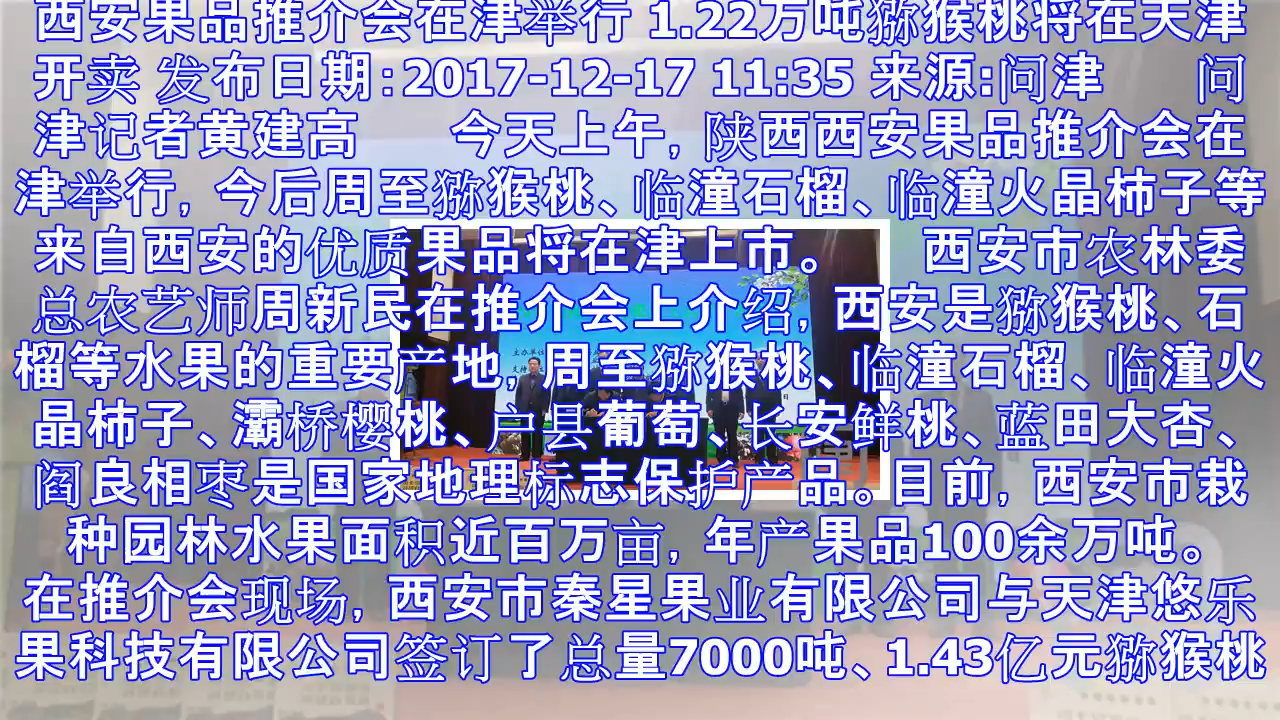 西安果品推介会在津举行 1.22万吨猕猴桃将在天津
开卖 发布日期:2017-12-17 11:35 来源:问津 问
津记者黄建高 今天上午, 陕西西安果品推介会在
津举行, 今后周至猕猴桃、临潼石榴、临潼火晶柿子等
来自西安的优质果品将在津上市。 西安市农林委
总农艺师周新民在推介会上介绍, 西安是猕猴桃、石
榴等水果的重要产地, 周至猕猴桃、临潼石榴、临潼火
晶柿子、灞桥樱桃、户县葡萄、长安鲜桃、蓝田大杏、
阎良相枣是国家地理标志保护产品。目前, 西安市栽
种园林水果面积近百万亩, 年产果品100余万吨。
在推介会现场, 西安市秦星果业有限公司与天津悠乐
果科技有限公司签订了总量7000吨、1.43亿元猕猴桃